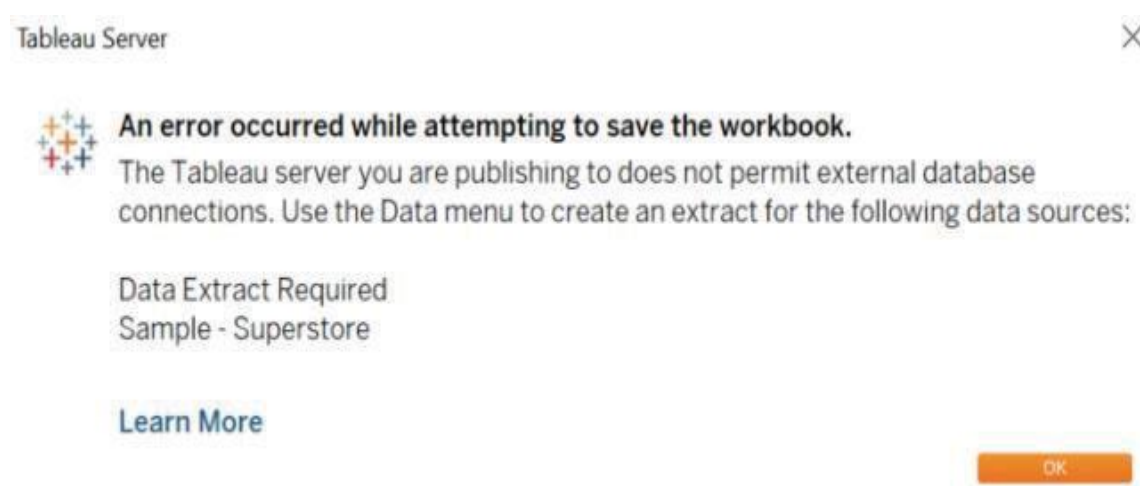 Tableau Server
An error occurred while attempting to save the workbook.
The Tableau server you are publishing to does not permit external database
connections. Use the Data menu to create an extract for the following data sources:
Data Extract Required
Sample - Superstore
Learn More
OK